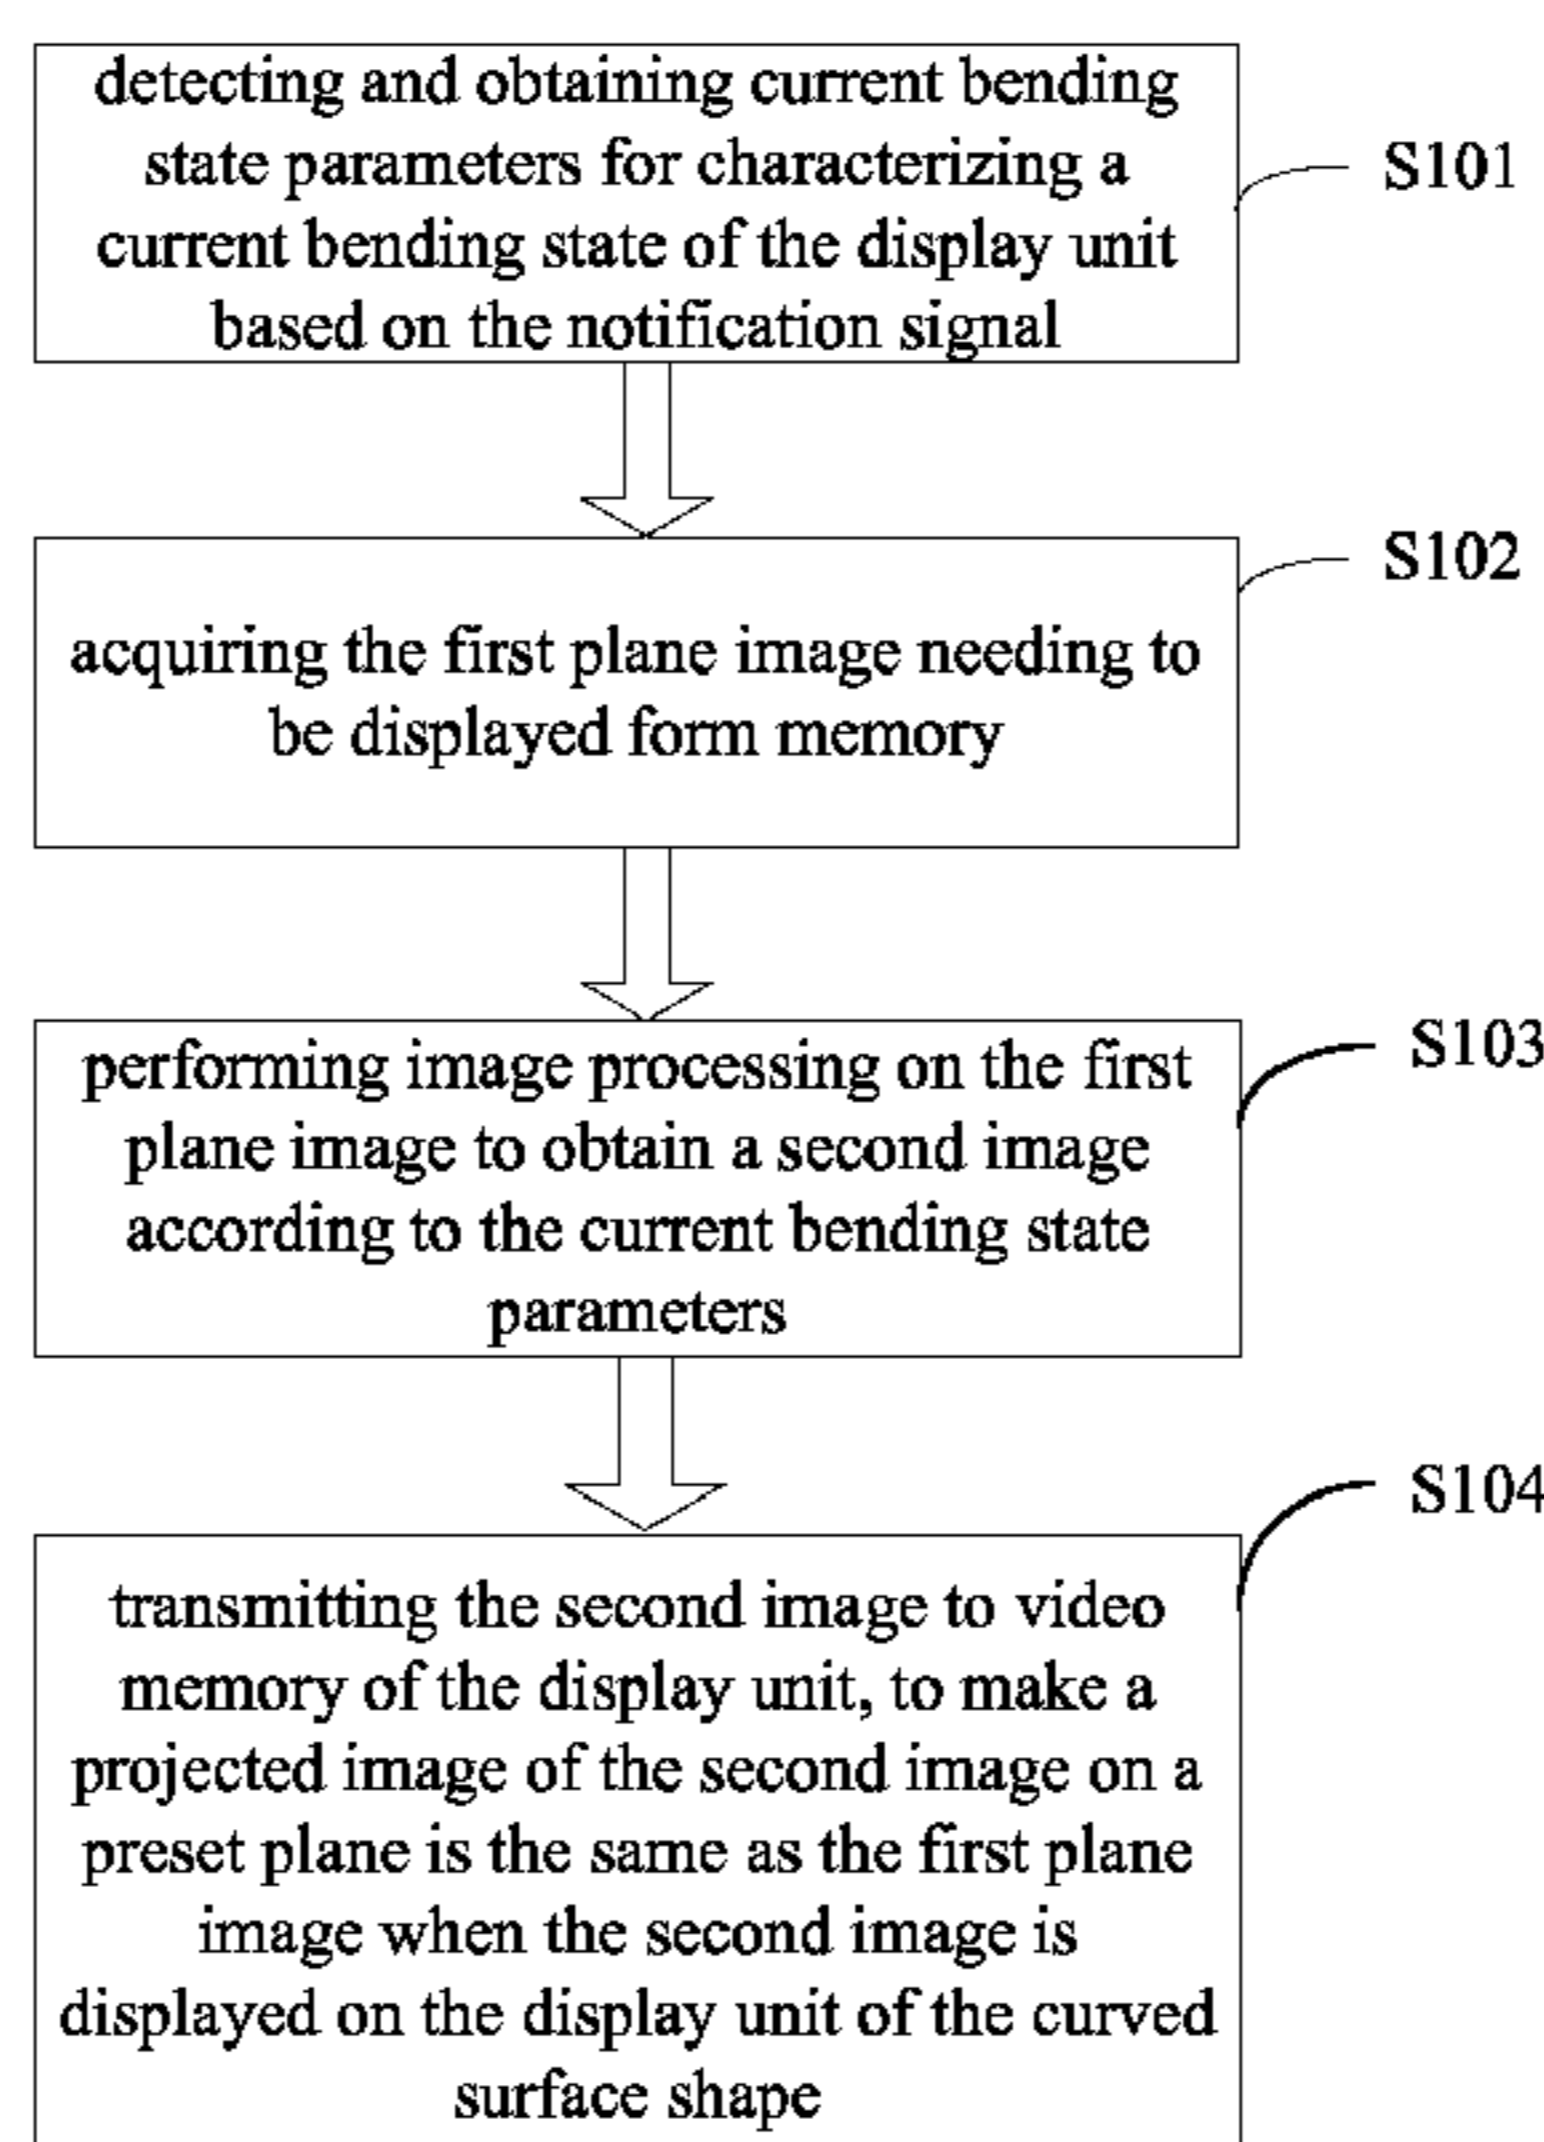 detecting and obtaining current bending
state parameters for characterizing a
current bending state of the display unit
based on the notification signal
S101
acquiring the first plane image needing to
be displayed form memory
S102
performing image processing on the first
plane image to obtain a second image
according to the current bending state
parameters
S103
transmitting the second image to video
memory of the display unit, to make a
projected image of the second image on a
preset plane is the same as the first plane
image when the second image is
displayed on the display unit of the curved
surface shape
S104